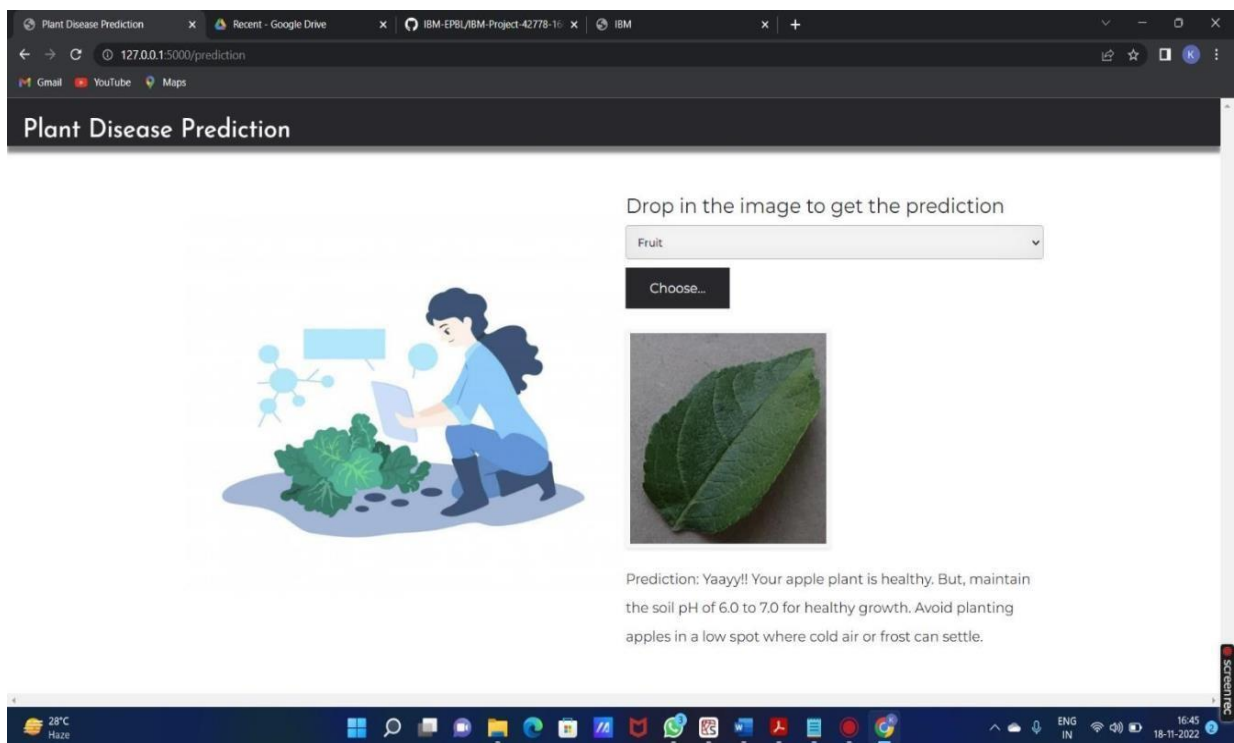 Plant Disease Prediction
Recent - Google Drive
IBM-EPBL/IBM-Project-42778-16
IBM
127.0.0.1:5000/prediction
K
Gmail
YouTube
Maps
Plant Disease Prediction
Drop in the image to get the prediction
Fruit
Choose...
Prediction: Yaayy!! Your apple plant is healthy. But, maintain
the soil pH of 6.0 to 7.0 for healthy growth. Avoid planting
apples in a low spot where cold air or frost can settle.
screenrec
28°C
Haze
ENG
IN
16:45
18-11-2022
2